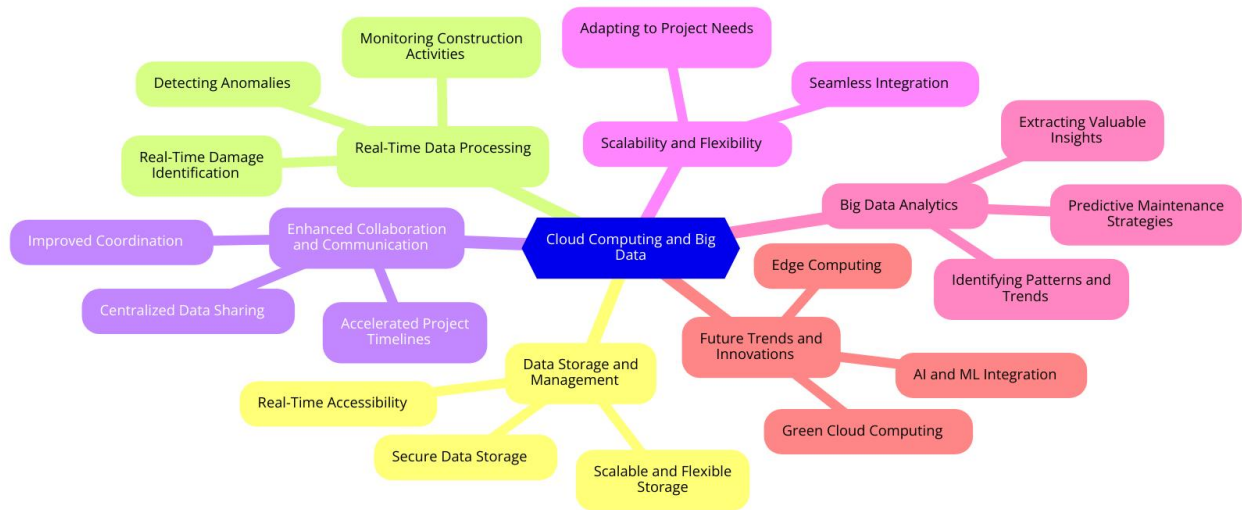 Adapting to Project Needs
Monitoring Construction
Activities
Detecting Anomalies
Seamless Integration
Extracting Valuable
Insights
Real-Time Data Processing
Scalability and Flexibility
Real-Time Damage
Identification
Big Data Analytics
Predictive Maintenance
Strategies
Enhanced Collaboration
and Communication
Improved Coordination
Cloud Computing and Big
Data
Edge Computing
Identifying Patterns and
Trends
Centralized Data Sharing
Accelerated Project
Timelines
Future Trends and
Innovations
Data Storage and
Management
AI and ML Integration
Real-Time Accessibility
Green Cloud Computing
Secure Data Storage
Scalable and Flexible
Storage